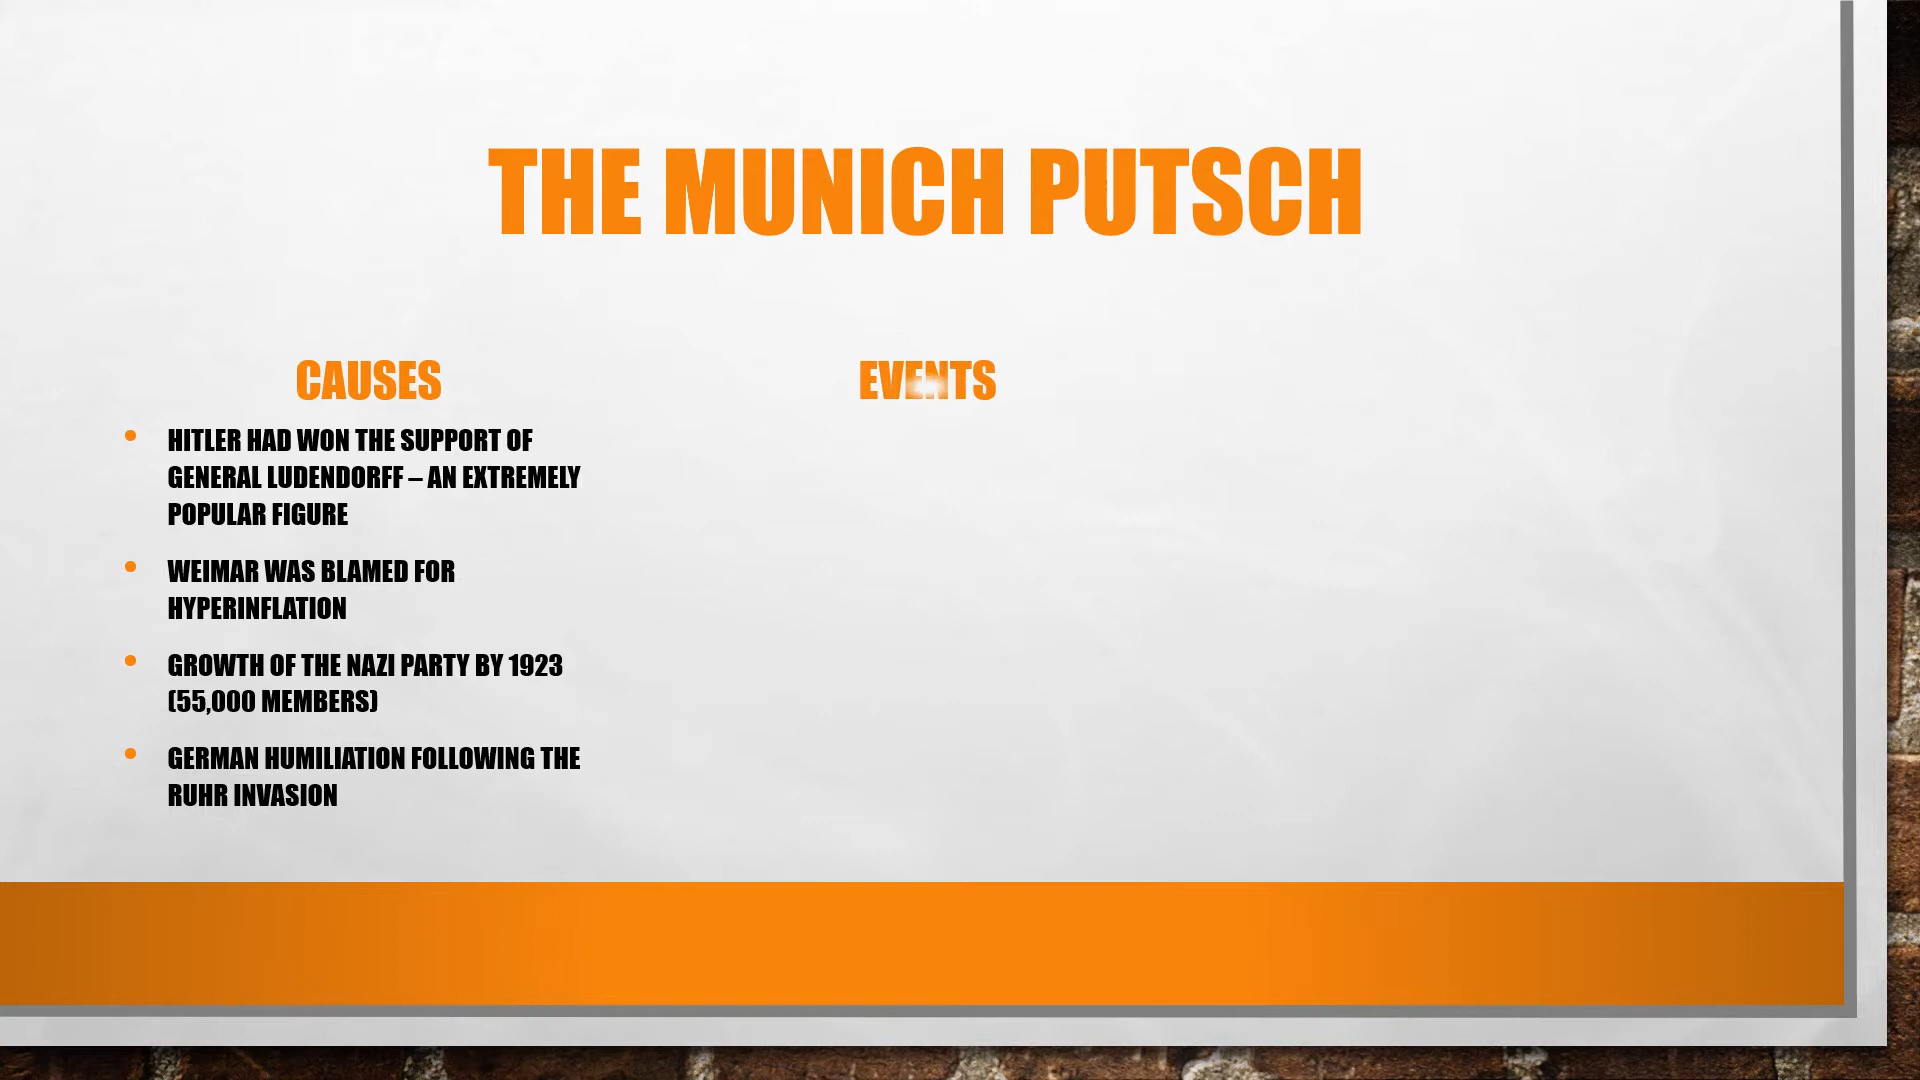 THE MUNICH PUTSCH
CAUSES
• HITLER HAD WON THE SUPPORT OF
GENERAL LUDENDORFF – AN EXTREMELY
POPULAR FIGURE
• WEIMAR WAS BLAMED FOR
HYPERINFLATION
• GROWTH OF THE NAZI PARTY BY 1923
(55,000 MEMBERS)
• GERMAN HUMILIATION FOLLOWING THE
RUHR INVASION
EVENTS